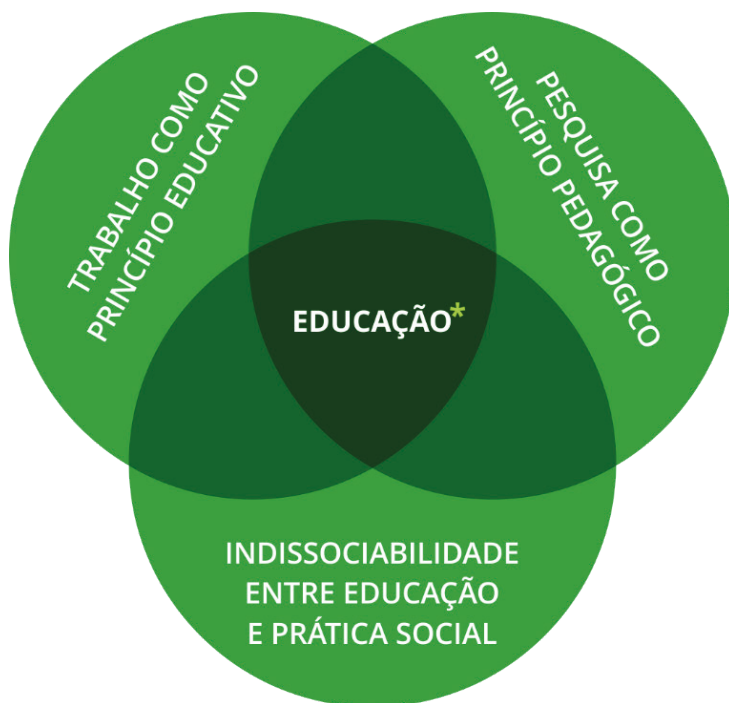 TRABALHO COMO
PRINCÍPIO EDUCATIVO
PESQUISA COMO
PRINCÍPIO PEDAGÓGICO
EDUCAÇÃO*
INDISSOCIABILIDADE
ENTRE EDUCAÇÃO
E PRÁTICA SOCIAL